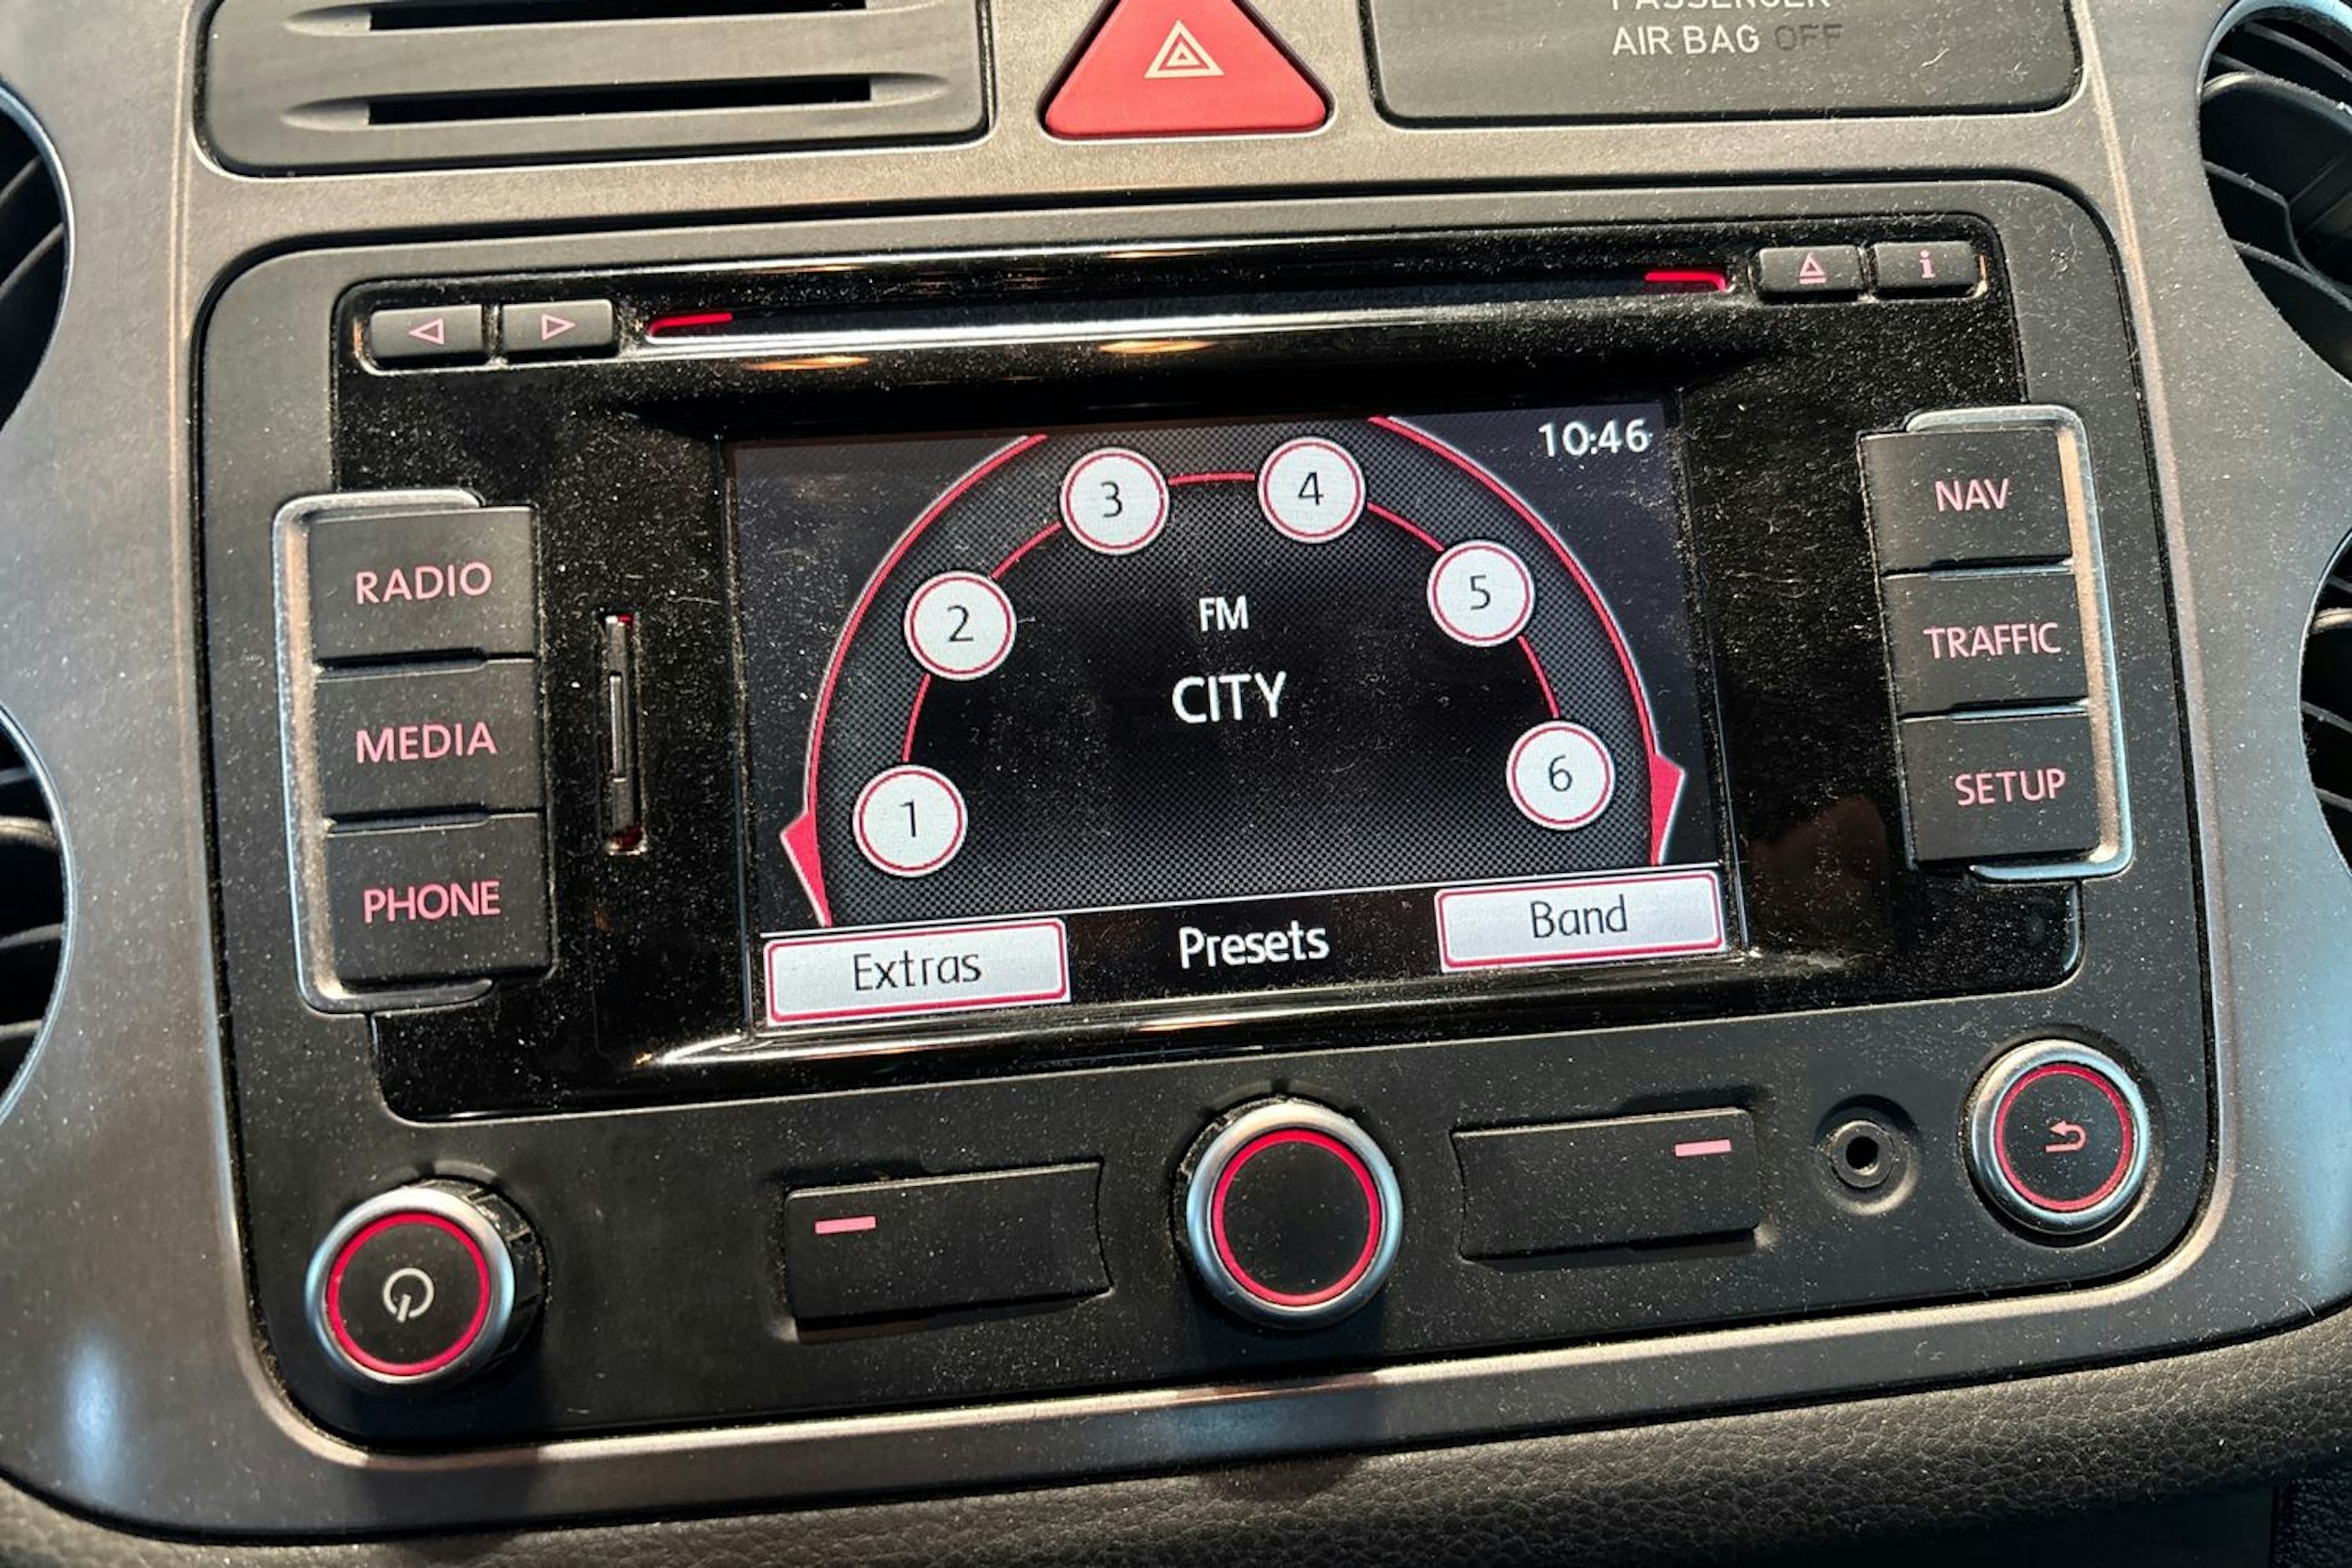 PASSENGER
AIR BAG OFF
i
10:46
3
4
2
5
1
6
FM
CITY
RADIO
MEDIA
PHONE
NAV
TRAFFIC
SETUP
Extras
Presets
Band